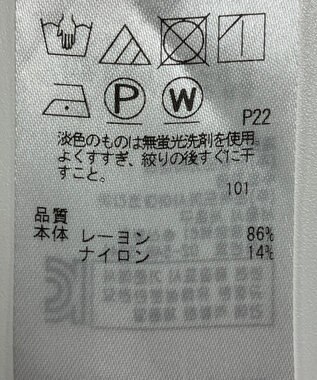 P W
P22
淡色のものは無蛍光洗剤を使用。
よくすすぎ、絞りの後すぐに干
すこと。
101
品質
本体 レーヨン 86%
ナイロン 14%